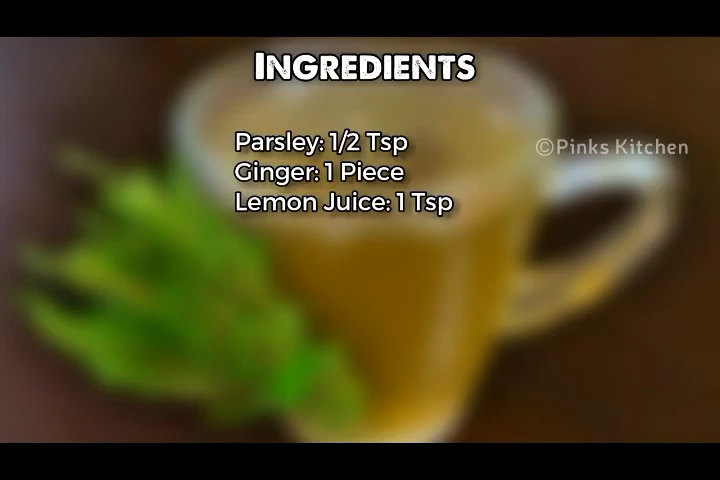 INGREDIENTS
Parsley: 1/2 Tsp
©Pinks Kitchen
Ginger: 1 Piece
Lemon Juice: 1 Tsp